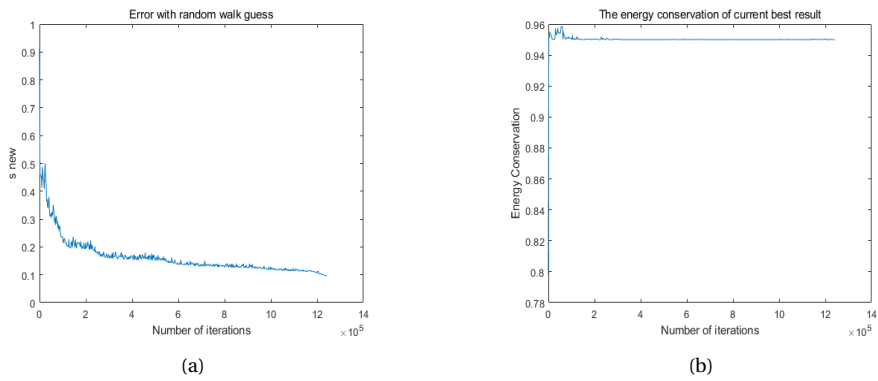 Error with random walk guess
1
0.9
0.8
0.7
0.6
0.5
0.4
0.3
0.2
0.1
0
s new
0 2 4 6 8 10 12 14
Number of iterations
×10^5
(a)
The energy conservation of current best result
0.96
0.94
0.92
0.9
0.88
0.86
0.84
0.82
0.8
0.78
Energy Conservation
0 2 4 6 8 10 12 14
Number of iterations
×10^5
(b)